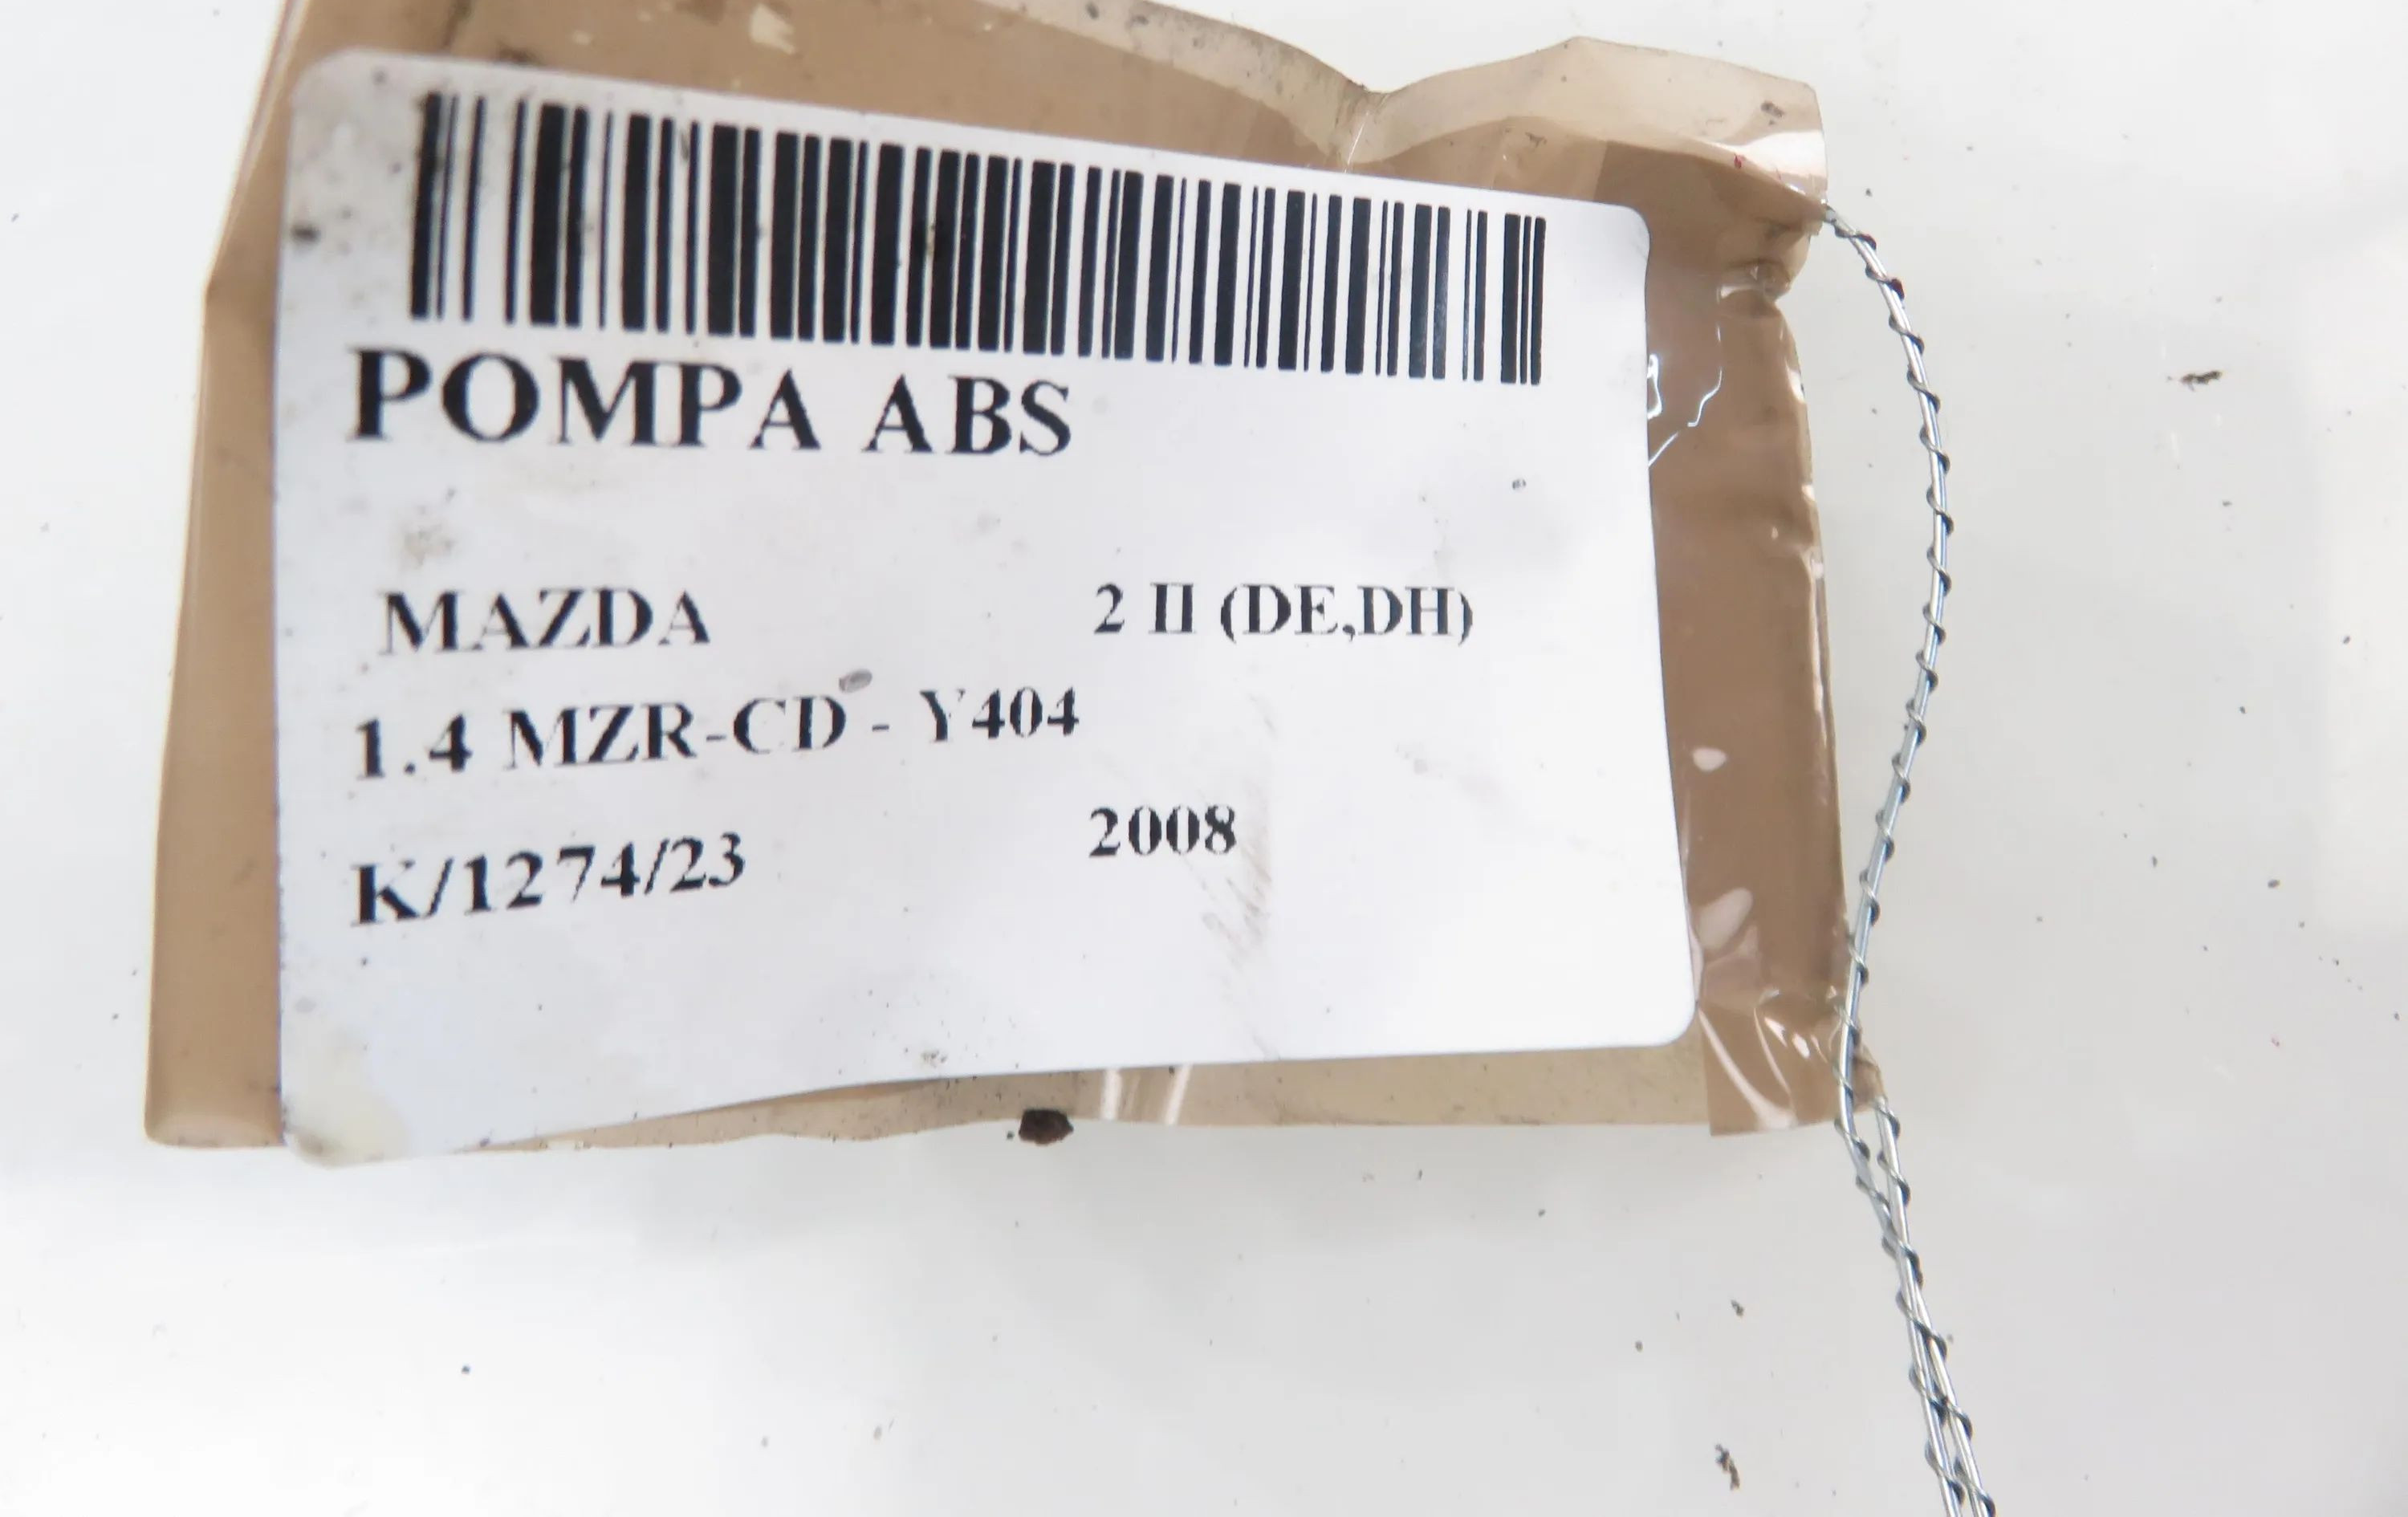 POMPA ABS
MAZDA 2 II (DE,DH)
1.4 MZR-CD - Y404
K/1274/23 2008